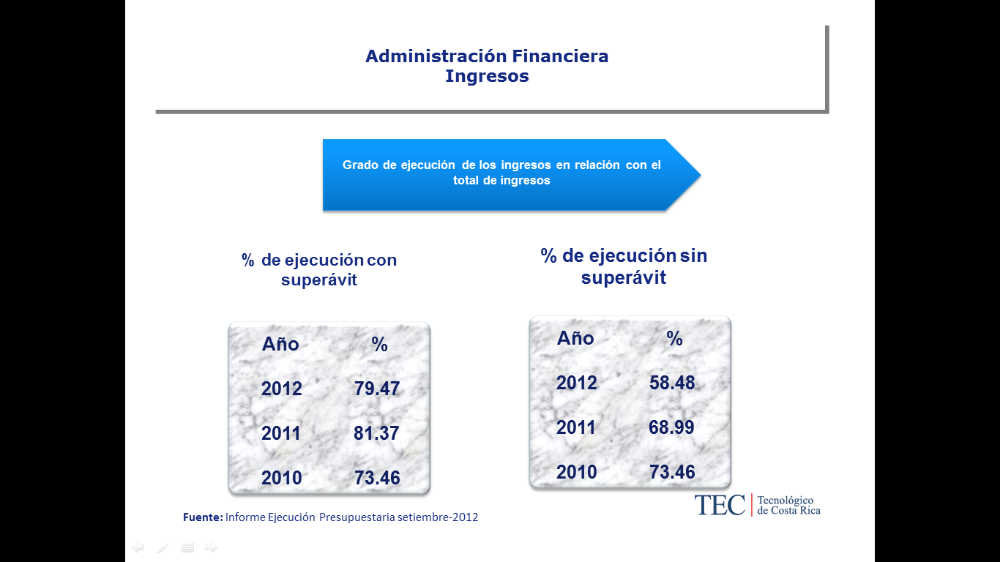 Administración Financiera
Ingresos
Grado de ejecución de los ingresos en relación con el
total de ingresos
% de ejecución con
superávit
Año %
2012 79.47
2011 81.37
2010 73.46
% de ejecución sin
superávit
Año %
2012 58.48
2011 68.99
2010 73.46
Fuente: Informe Ejecución Presupuestaria setiembre-2012
TEC | Tecnológico
de Costa Rica